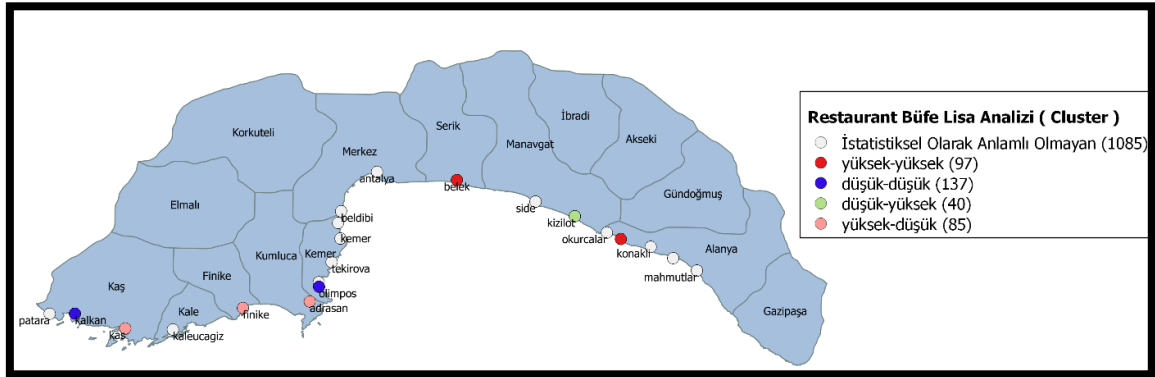 İbradi
Serik
Korkuteli
Manavgat
Akseki
Merkez
antalya
belek
Gündoğmuş
Elmalı
side
kizilot
beldibi
okurcalar
kemer
konakli
Alanya
Kumluca
Kemer
tekirova
Finike
mahmutlar
Kaş
olimpos
adrasan
Kale
finike
Gazipaşa
patara
kalkan
kaş
kaleucagiz
Restaurant Büfe Lisa Analizi ( Cluster )
İstatistiksel Olarak Anlamlı Olmayan (1085)
yüksek-yüksek (97)
düşük-düşük (137)
düşük-yüksek (40)
yüksek-düşük (85)